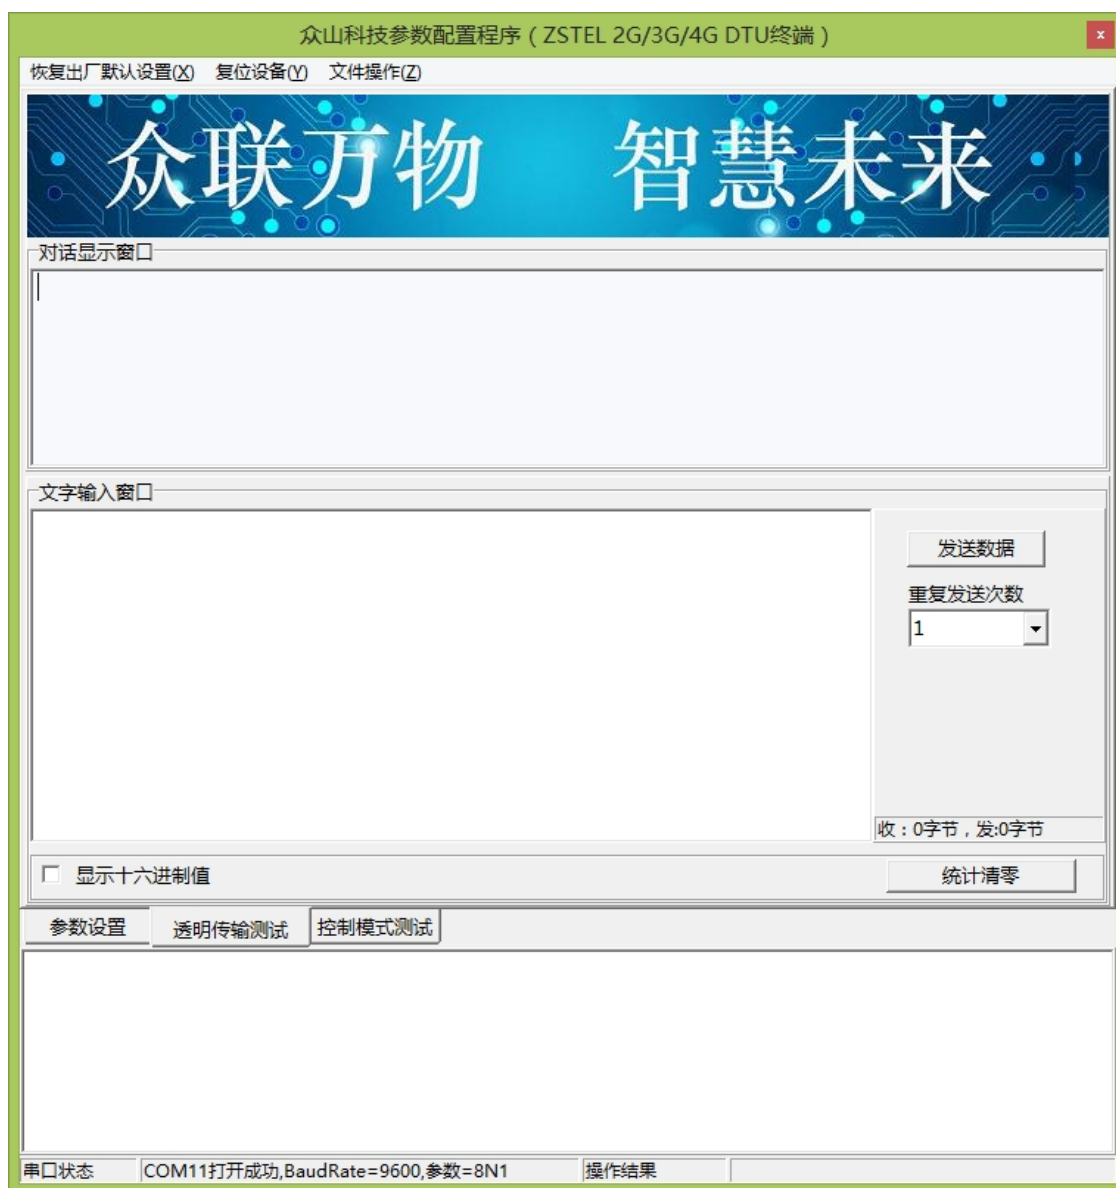 众山科技参数配置程序（ZSTEL 2G/3G/4G DTU终端）
x
恢复出厂默认设置(X) 复位设备(Y) 文件操作(Z)
众联万物 智慧未来
对话显示窗口
文字输入窗口
发送数据
重复发送次数
1
收：0字节，发:0字节
显示十六进制值
统计清零
参数设置 透明传输测试 控制模式测试
串口状态 COM11打开成功,BaudRate=9600,参数=8N1 操作结果